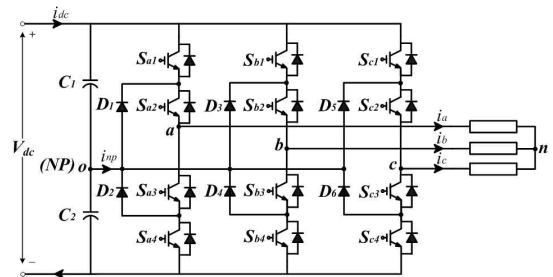 i_dc
+
S_a1 S_b1 S_c1
C_1
D_1 D_3 D_5
S_a2 S_b2 S_c2
i_a
a
V_dc
i_b
b n
(NP) o i_np c i_c
D_2 S_a3 D_4 S_b3 D_6 S_c3
C_2
S_a4 S_b4 S_c4
−